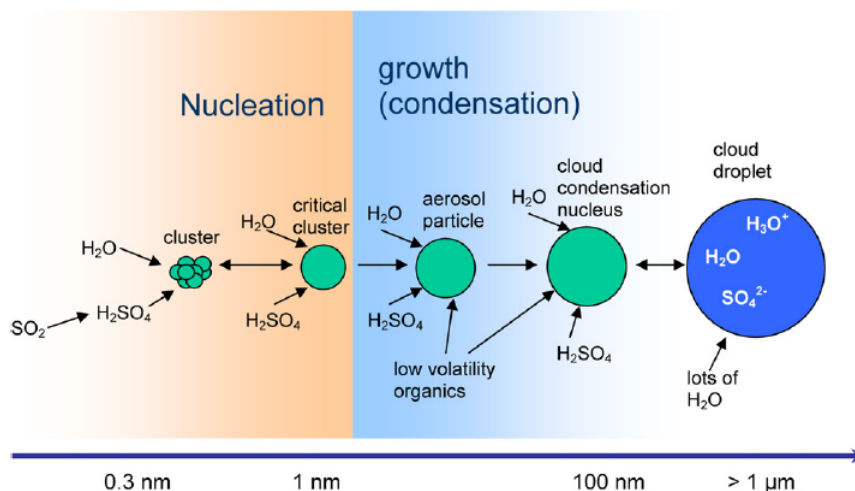 Nucleation
growth
(condensation)
SO₂
H₂O
H₂SO₄
cluster
H₂O
critical
cluster
H₂SO₄
H₂O
aerosol
particle
H₂SO₄
low volatility
organics
H₂O
cloud
condensation
nucleus
H₂SO₄
cloud
droplet
H₃O⁺
H₂O
SO₄²⁻
lots of
H₂O
0.3 nm
1 nm
100 nm
> 1 µm